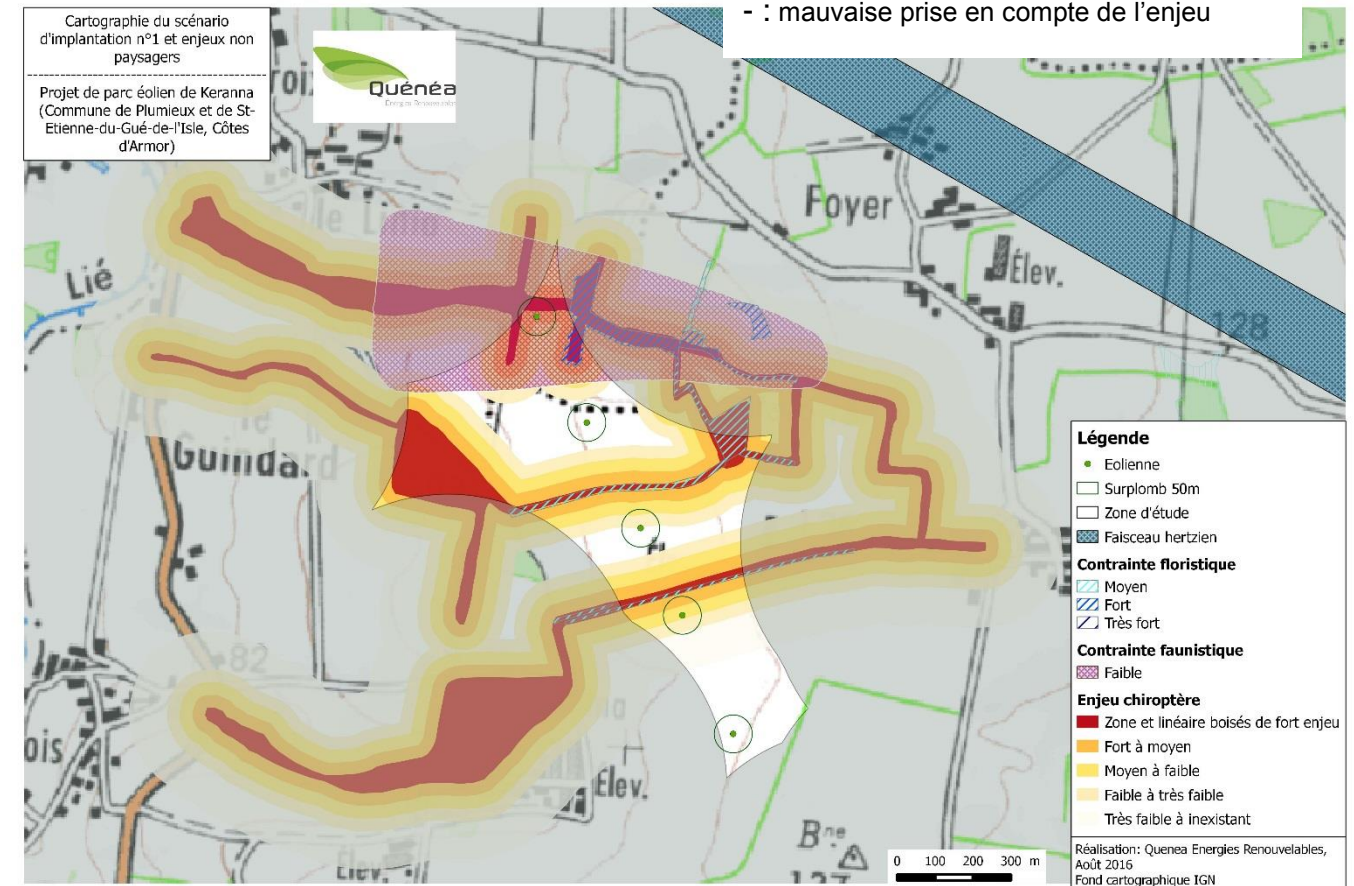 - : mauvaise prise en compte de l'enjeu
Cartographie du scénario
d'implantation n°1 et enjeux non
paysagers
Projet de parc éolien de Keranna
(Commune de Plumieux et de St-
Etienne-du-Gué-de-l'Isle, Côtes
d'Armor)
Quénéa
Energies Renouvelables
Foyer
Élev.
Lié
128
Guindard
82
ois
Élev.
Élev.
Bne
127
0 100 200 300 m
Légende
Eolienne
Surplomb 50m
Zone d'étude
Faisceau hertzien
Contrainte floristique
Moyen
Fort
Très fort
Contrainte faunistique
Faible
Enjeu chiroptère
Zone et linéaire boisés de fort enjeu
Fort à moyen
Moyen à faible
Faible à très faible
Très faible à inexistant
Réalisation: Quenea Energies Renouvelables,
Août 2016
Fond cartographique IGN